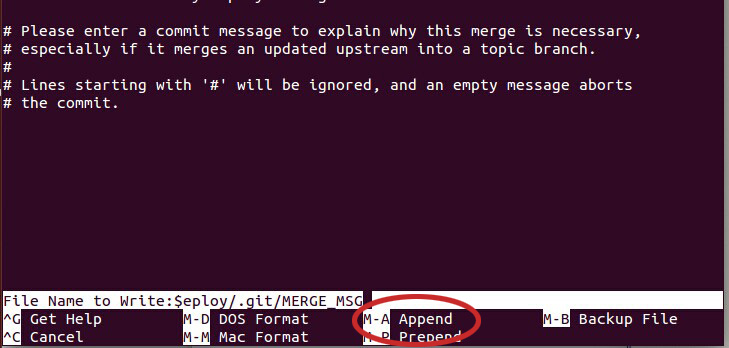 # Please enter a commit message to explain why this merge is necessary,
# especially if it merges an updated upstream into a topic branch.
#
# Lines starting with '#' will be ignored, and an empty message aborts
# the commit.
File Name to Write:$eploy/.git/MERGE_MSG
^G Get Help M-D DOS Format M-A Append M-B Backup File
^C Cancel M-M Mac Format M-P Prepend